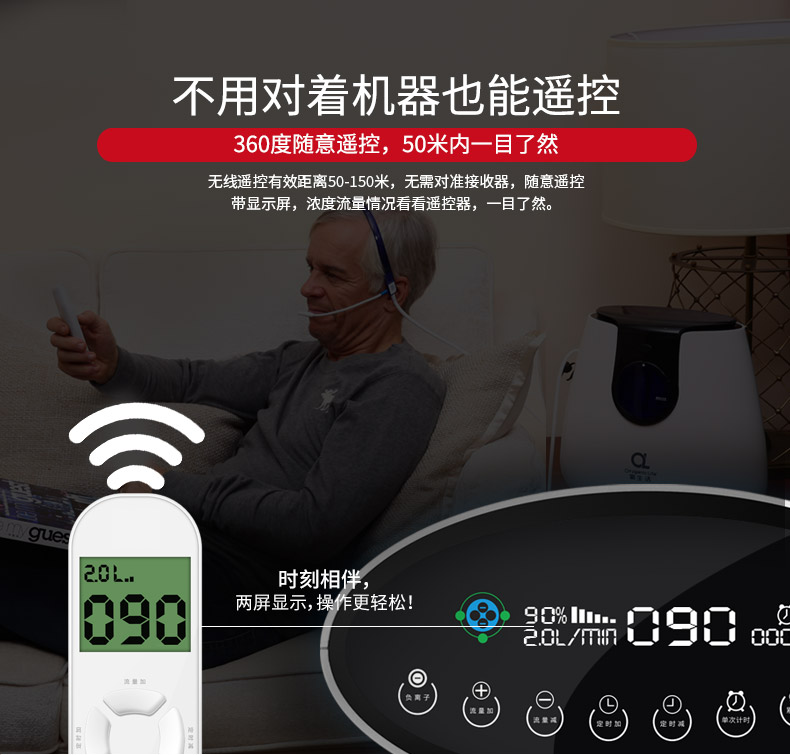 不用对着机器也能遥控
360度随意遥控，50米内一目了然
无线遥控有效距离50-150米，无需对准接收器，随意遥控
带显示屏，浓度流量情况看看遥控器，一目了然。
gues
时刻相伴，
两屏显示，操作更轻松！
2.0L
090
流量加
90%
2.0L/min
090
000
负离子
流量加
流量减
定时加
定时减
单次计时